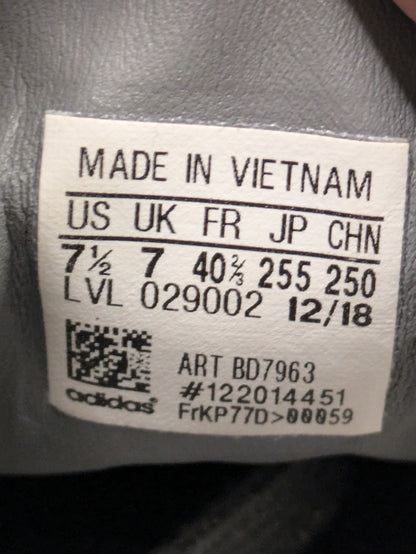 MADE IN VIETNAM
US UK FR JP CHN
7½ 7 40⅔ 255 250
LVL 029002 12/18
ART BD7963
#122014451
adidas
FrKP77D>00059